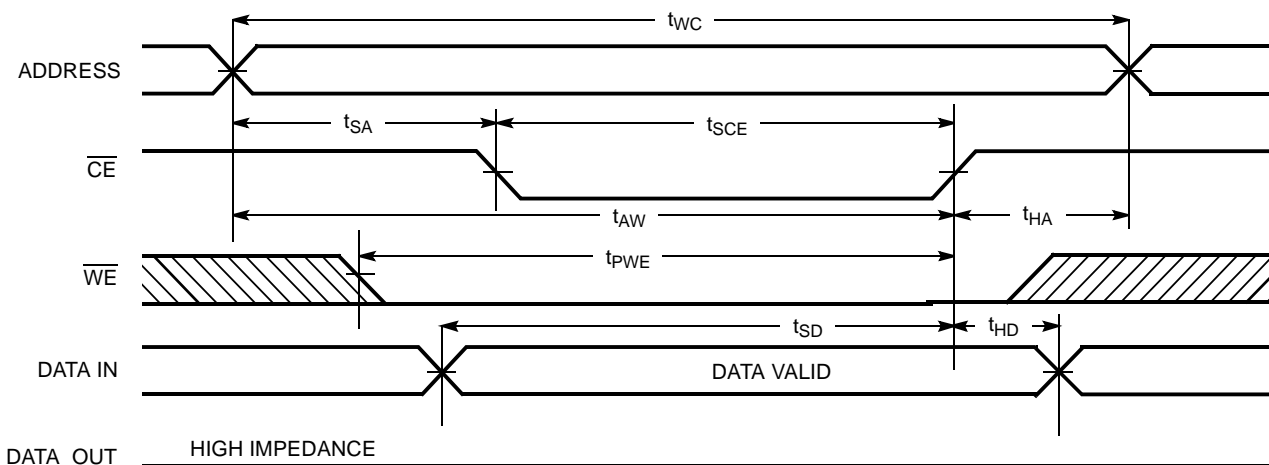 tWC
ADDRESS
tSA
tSCE
CE
tAW
tHA
WE
tPWE
tSD
tHD
DATA IN
DATA VALID
DATA OUT
HIGH IMPEDANCE